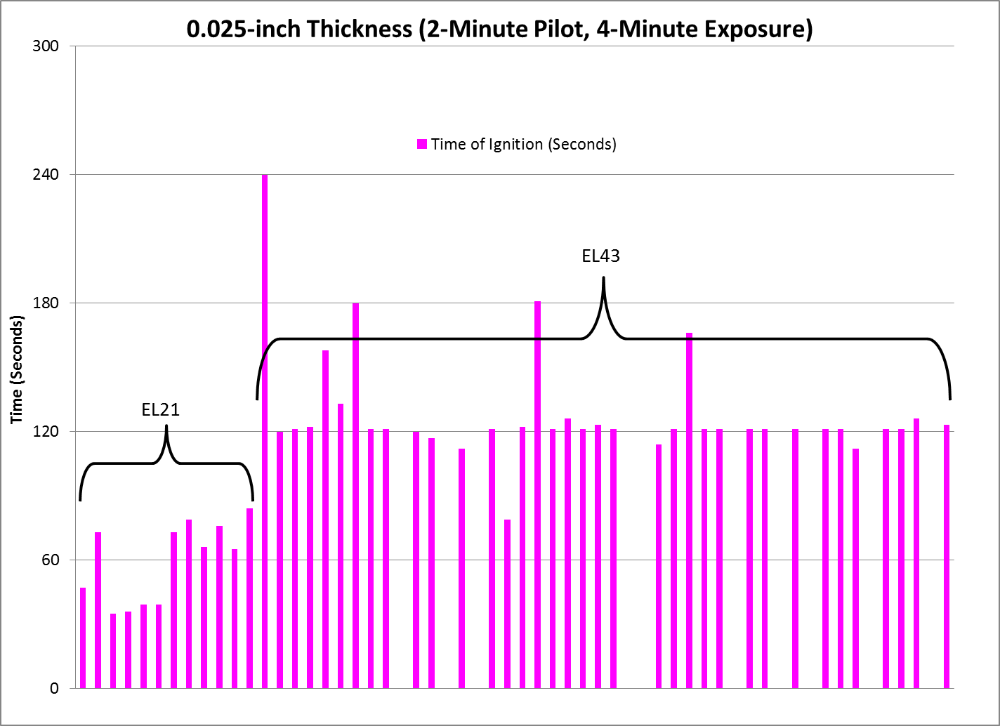 0.025-inch Thickness (2-Minute Pilot, 4-Minute Exposure)
300
Time of Ignition (Seconds)
240
EL43
180
Time (Seconds)
EL21
120
60
0